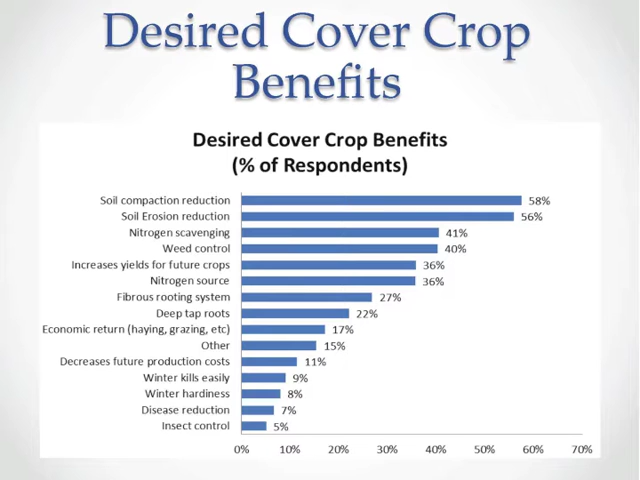 Desired Cover Crop
Benefits
Desired Cover Crop Benefits
(% of Respondents)
Soil compaction reduction 58%
Soil Erosion reduction 56%
Nitrogen scavenging 41%
Weed control 40%
Increases yields for future crops 36%
Nitrogen source 36%
Fibrous rooting system 27%
Deep tap roots 22%
Economic return (haying, grazing, etc) 17%
Other 15%
Decreases future production costs 11%
Winter kills easily 9%
Winter hardiness 8%
Disease reduction 7%
Insect control 5%
0% 10% 20% 30% 40% 50% 60% 70%